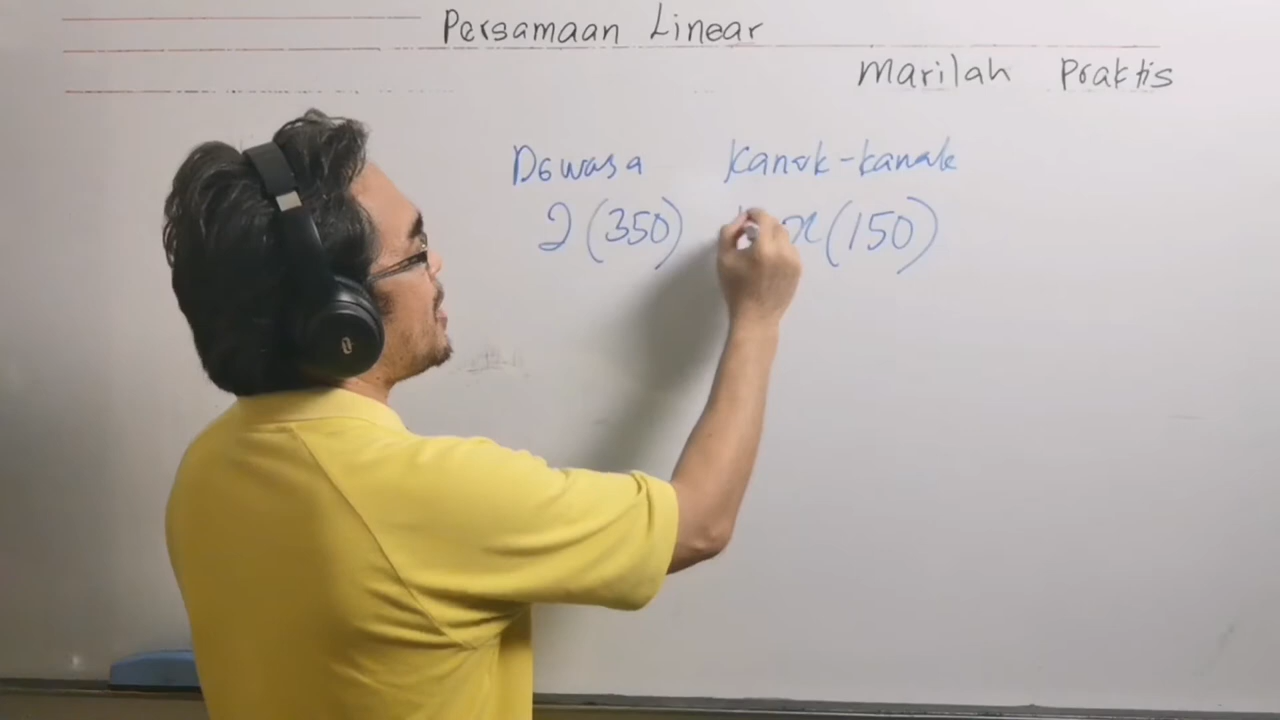 Persamaan Linear
Marilah Praktis
Dewasa Kanak-kanak
2(350) x(150)